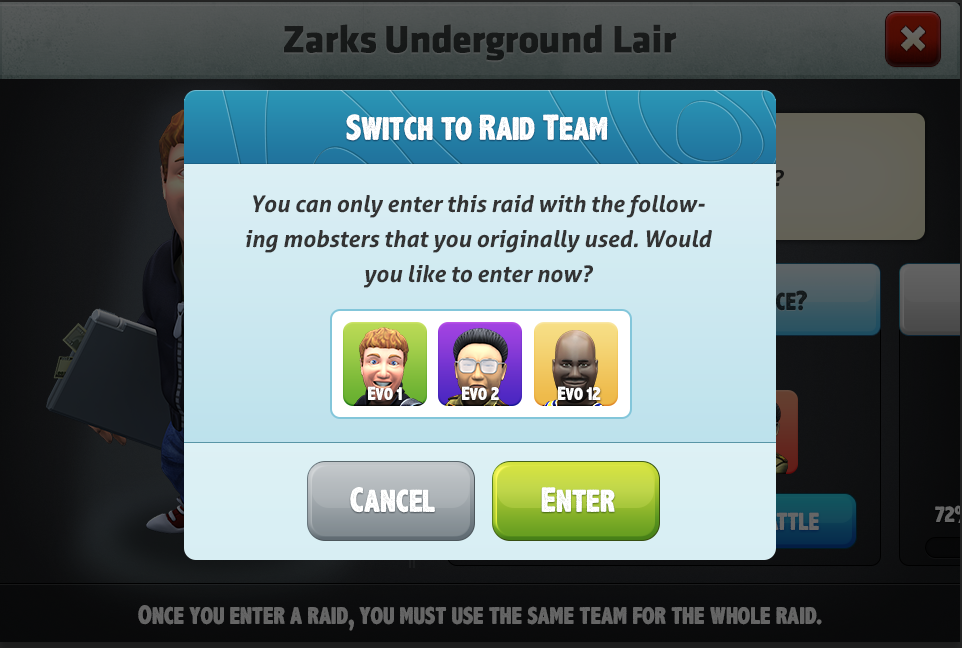 Zarks Underground Lair
SWITCH TO RAID TEAM
You can only enter this raid with the follow-
ing mobsters that you originally used. Would
you like to enter now?
?
CE?
EVO 1
EVO 2
EVO 12
CANCEL
ENTER
TTLE
72%
ONCE YOU ENTER A RAID, YOU MUST USE THE SAME TEAM FOR THE WHOLE RAID.